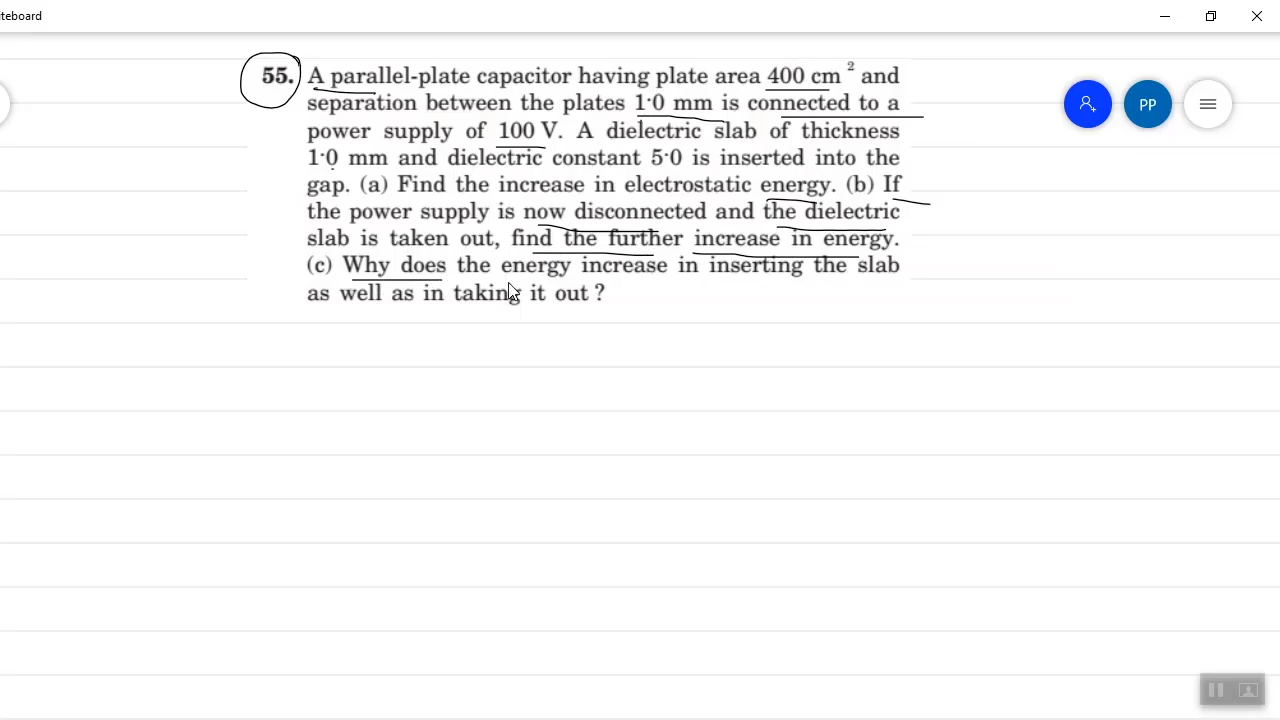 teboard
55. A parallel-plate capacitor having plate area 400 cm 2 and
separation between the plates 1·0 mm is connected to a
power supply of 100 V. A dielectric slab of thickness
1·0 mm and dielectric constant 5·0 is inserted into the
gap. (a) Find the increase in electrostatic energy. (b) If
the power supply is now disconnected and the dielectric
slab is taken out, find the further increase in energy.
(c) Why does the energy increase in inserting the slab
as well as in taking it out ?
PP